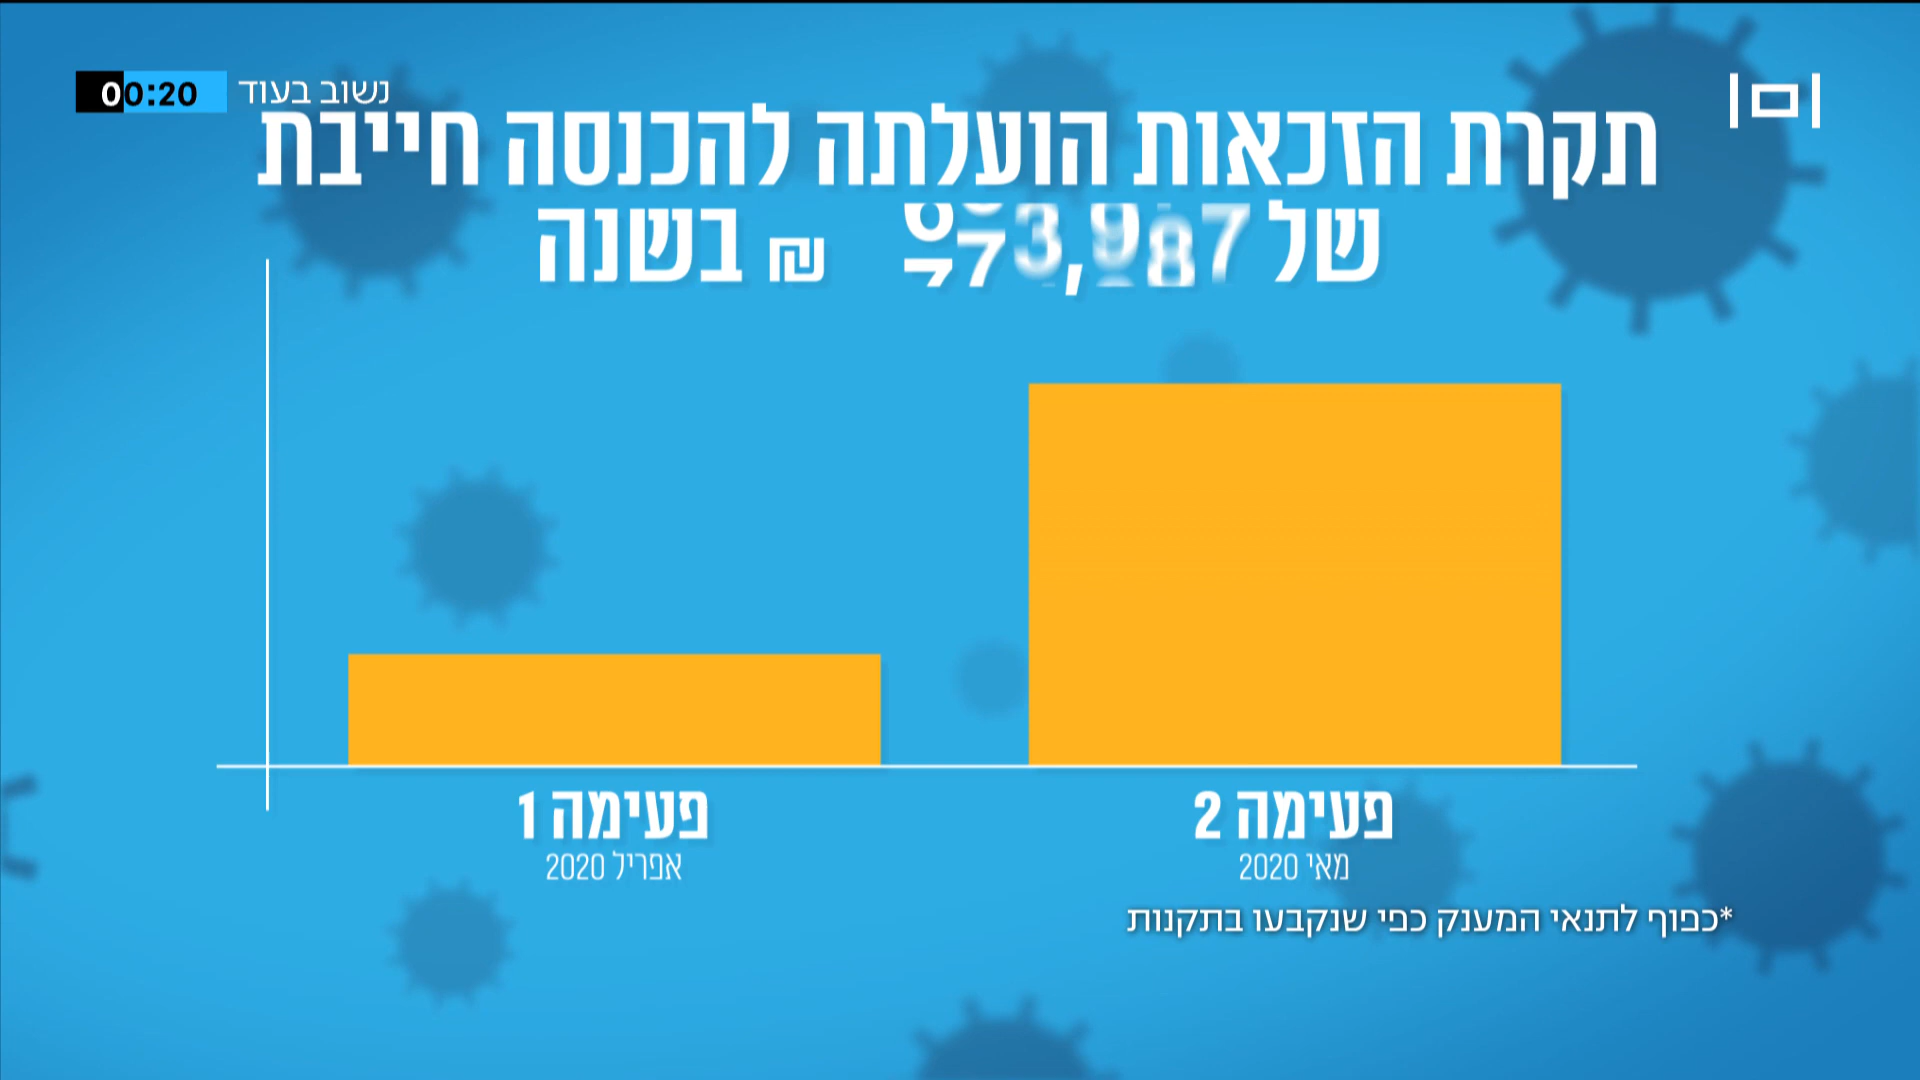 נשוב בעוד
00:20
תקרת הזכאות הועלתה להכנסה חייבת
של ₪ בשנה
פעימה 1
אפריל 2020
פעימה 2
מאי 2020
*כפוף לתנאי המענק כפי שנקבעו בתקנות